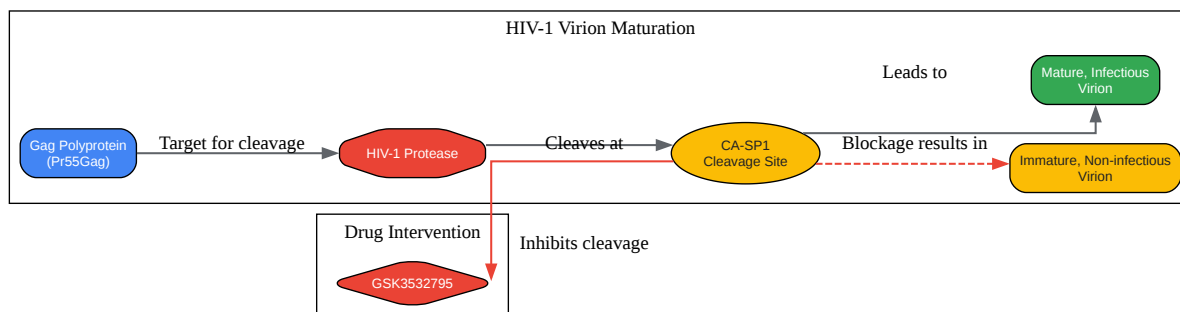 HIV-1 Virion Maturation
Leads to
Mature, Infectious
Virion
Gag Polyprotein
(Pr55Gag)
Target for cleavage
HIV-1 Protease
Cleaves at
CA-SP1
Cleavage Site
Blockage results in
Immature, Non-infectious
Virion
Drug Intervention
Inhibits cleavage
GSK3532795